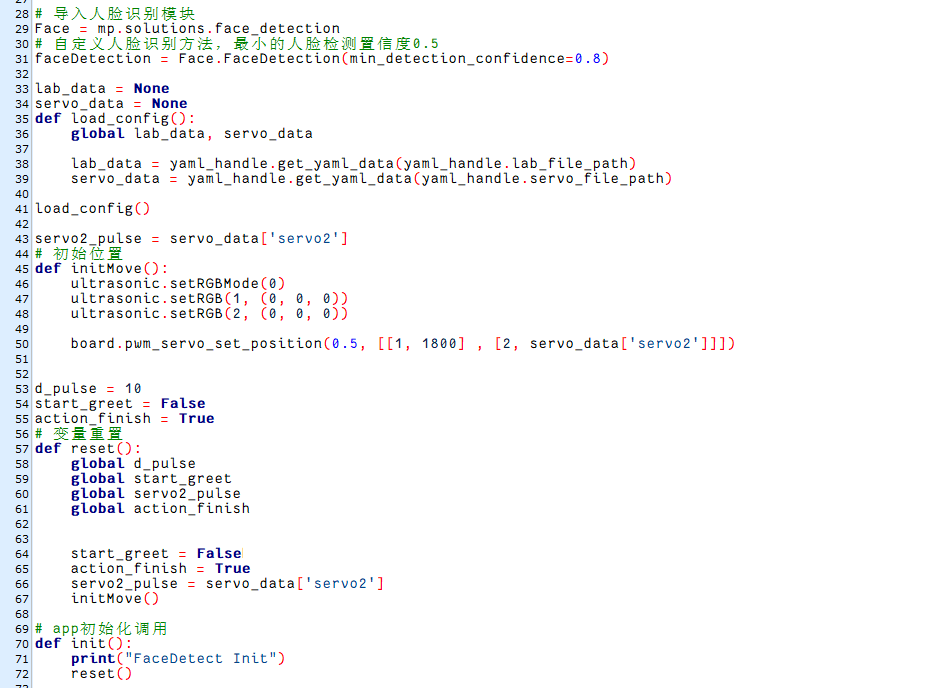 28 # 导入人脸识别模块
29 Face = mp.solutions.face_detection
30 # 自定义人脸识别方法，最小的人脸检测置信度0.5
31 faceDetection = Face.FaceDetection(min_detection_confidence=0.8)
32
33 lab_data = None
34 servo_data = None
35 def load_config():
36     global lab_data, servo_data
37
38     lab_data = yaml_handle.get_yaml_data(yaml_handle.lab_file_path)
39     servo_data = yaml_handle.get_yaml_data(yaml_handle.servo_file_path)
40
41 load_config()
42
43 servo2_pulse = servo_data['servo2']
44 # 初始位置
45 def initMove():
46     ultrasonic.setRGBMode(0)
47     ultrasonic.setRGB(1, (0, 0, 0))
48     ultrasonic.setRGB(2, (0, 0, 0))
49
50     board.pwm_servo_set_position(0.5, [[1, 1800] , [2, servo_data['servo2']]])
51
52
53 d_pulse = 10
54 start_greet = False
55 action_finish = True
56 # 变量重置
57 def reset():
58     global d_pulse
59     global start_greet
60     global servo2_pulse
61     global action_finish
62
63
64     start_greet = False
65     action_finish = True
66     servo2_pulse = servo_data['servo2']
67     initMove()
68
69 # app初始化调用
70 def init():
71     print("FaceDetect Init")
72     reset()